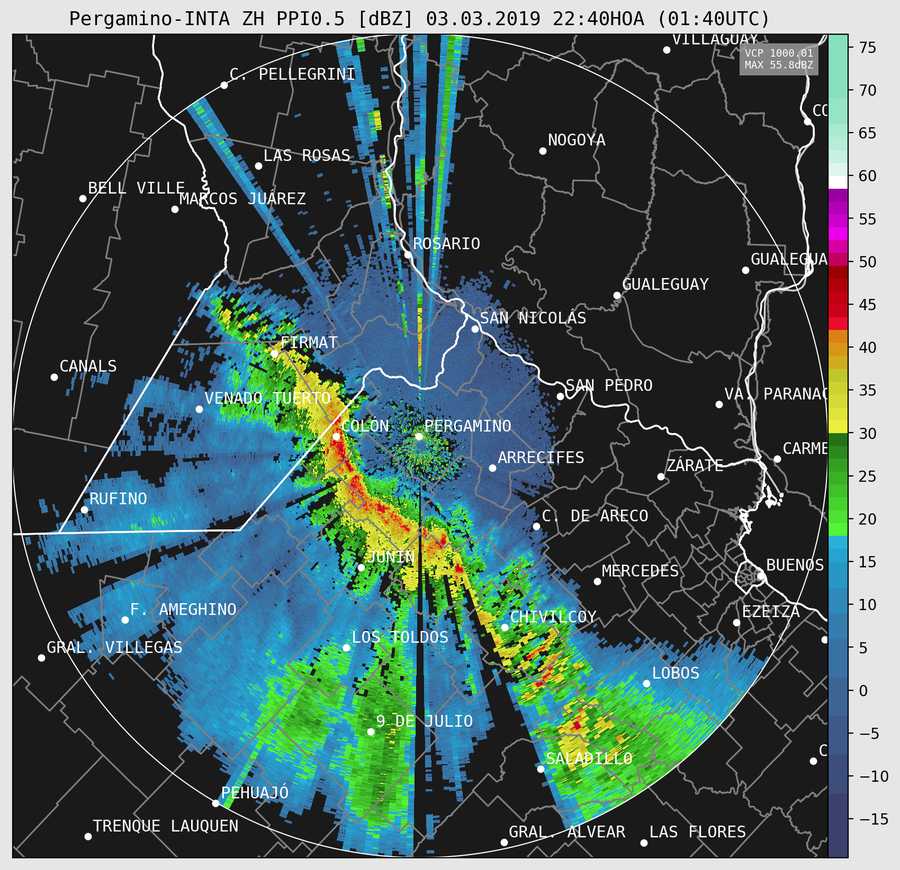 Pergamino-INTA ZH PPI0.5 [dBZ] 03.03.2019 22:40HOA (01:40UTC)
VILLAGUAY
VCP 1000.01
MAX 55.8dBZ
C. PELLEGRINI
CO
NOGOYA
LAS ROSAS
BELL VILLE
MARCOS JUÁREZ
ROSARIO
GUALEGUA
GUALEGUAY
SAN NICOLÁS
FIRMAT
CANALS
SAN PEDRO
VENADO TUERTO
VA. PARANAC
COLÓN
PERGAMINO
CARME
ARRECIFES
ZÁRATE
RUFINO
C. DE ARECO
JUNÍN
MERCEDES
BUENOS
F. AMEGHINO
EZEIZA
CHIVILCOY
LOS TOLDOS
GRAL. VILLEGAS
LOBOS
9 DE JULIO
C
SALADILLO
PEHUAJÓ
TRENQUE LAUQUEN
GRAL. ALVEAR
LAS FLORES
75
70
65
60
55
50
45
40
35
30
25
20
15
10
5
0
−5
−10
−15